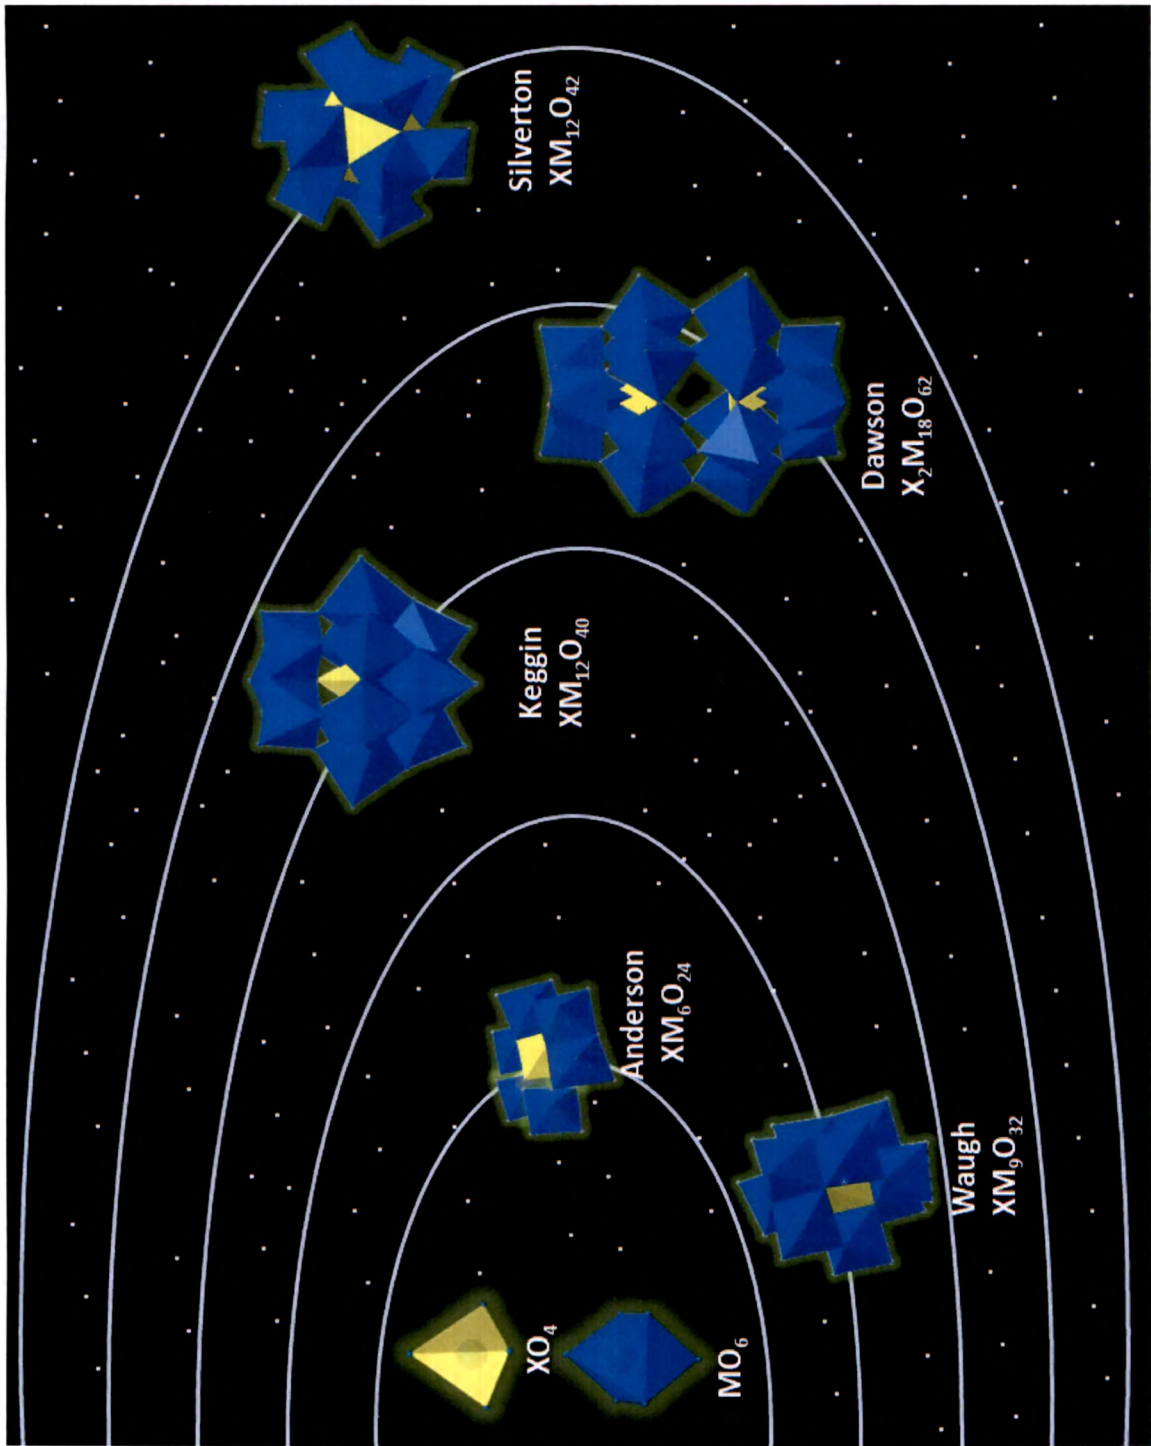 XO₄
MO₆
Anderson
XM₆O₂₄
Waugh
XM₉O₃₂
Keggin
XM₁₂O₄₀
Dawson
X₂M₁₈O₆₂
Silverton
XM₁₂O₄₂